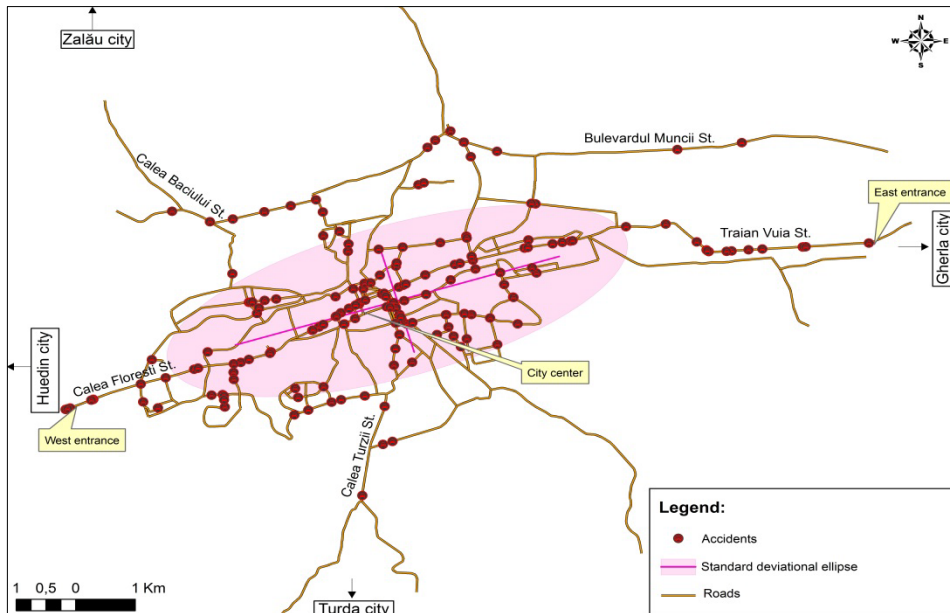 Zalău city
N
W E
S
Bulevardul Muncii St.
Calea Baciului St.
East entrance
Traian Vuia St.
Gherla city
Huedin city
City center
Calea Floresti St.
West entrance
Calea Turzii St.
Legend:
Accidents
Standard deviational ellipse
Roads
1 0,5 0 1 Km
Turda city